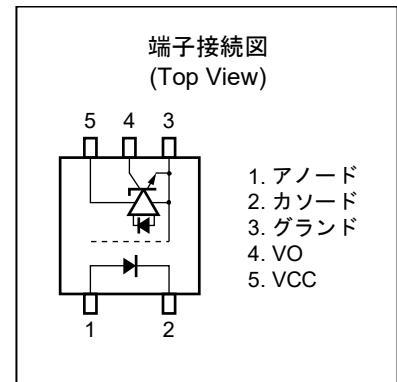 端子接続図
(Top View)
5 4 3
1. アノード
2. カソード
3. グランド
4. VO
5. VCC
1 2